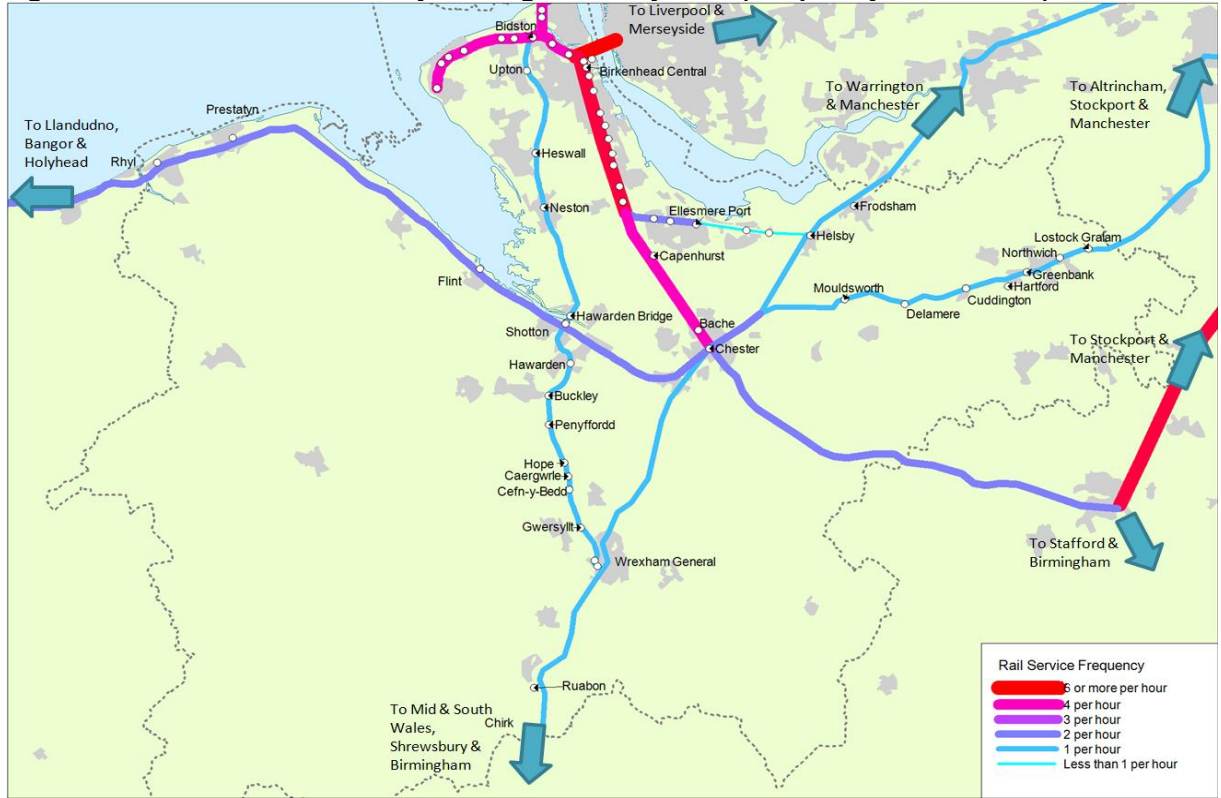 To Liverpool &
Merseyside
Bidston
Upton
Birkenhead Central
To Warrington
& Manchester
To Altrincham,
Stockport &
Manchester
To Llandudno,
Bangor &
Holyhead
Prestatyn
Rhyl
Heswall
Neston
Ellesmere Port
Frodsham
Helsby
Capenhurst
Lostock Gralam
Northwich
Greenbank
Hartford
Cuddington
Mouldsworth
Delamere
Flint
Hawarden Bridge
Shotton
Bache
Chester
To Stockport &
Manchester
Hawarden
Buckley
Penyffordd
Hope
Caergwrle
Cefn-y-Bedd
Gwersyllt
Wrexham General
To Stafford &
Birmingham
Ruabon
Chirk
To Mid & South
Wales,
Shrewsbury &
Birmingham
Rail Service Frequency
or more per hour
4 per hour
3 per hour
2 per hour
1 per hour
Less than 1 per hour